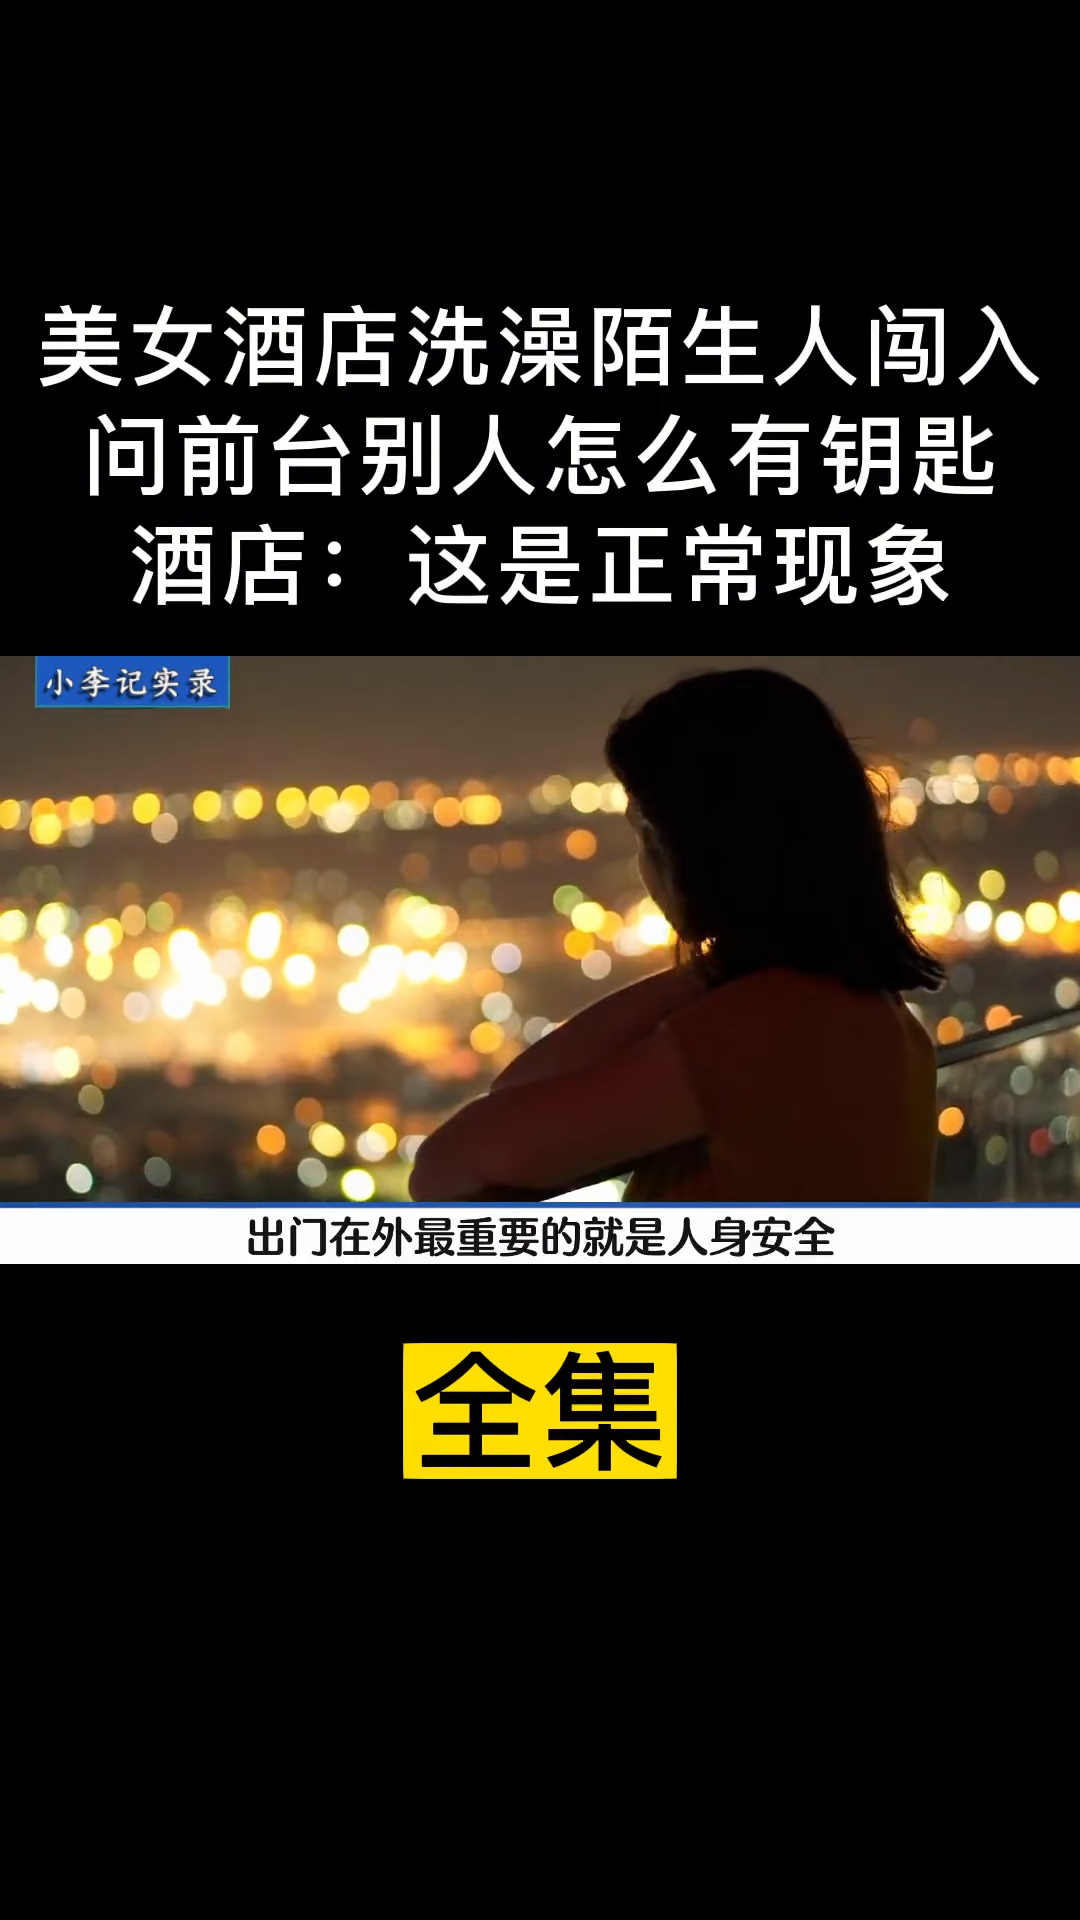 美女酒店洗澡陌生人闯入
问前台别人怎么有钥匙
酒店：这是正常现象
小李记实录
出门在外最重要的就是人身安全
全集